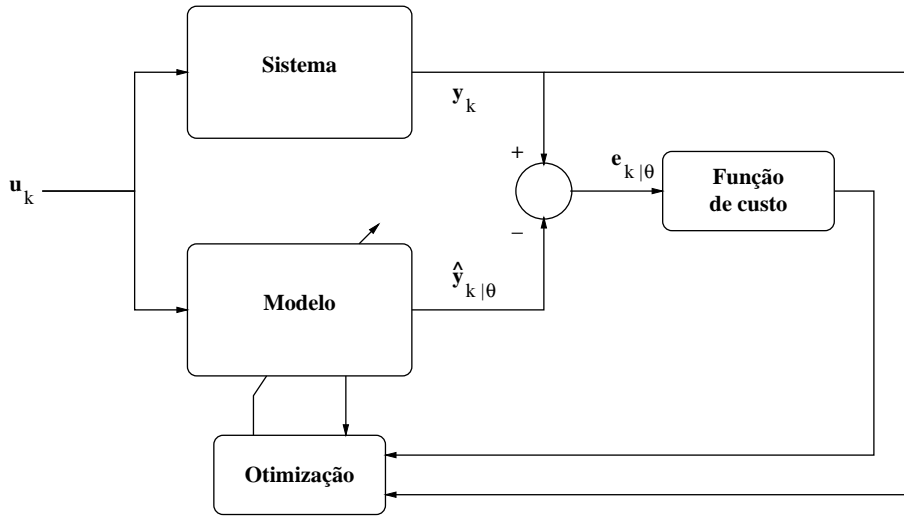 Sistema
y k
+
e k|θ
Função
de custo
u k
−
Modelo
ŷ k|θ
Otimização